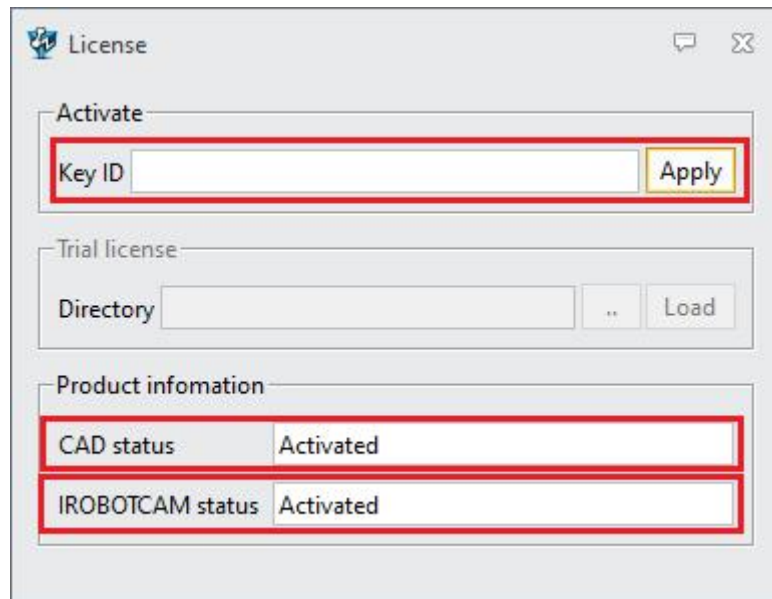 License
Activate
Key ID Apply
Trial license
Directory .. Load
Product infomation
CAD status Activated
IROBOTCAM status Activated